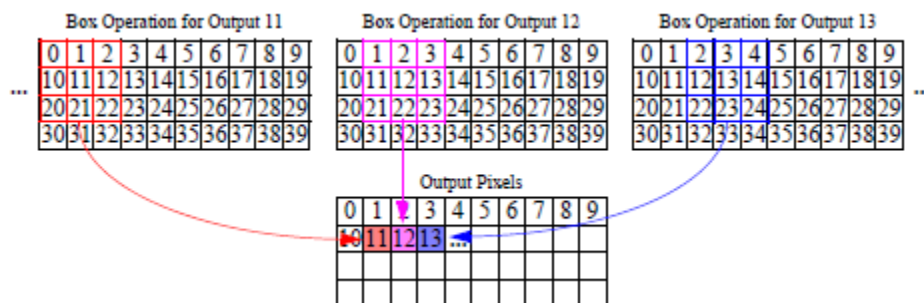 Box Operation for Output 11
0 1 2 3 4 5 6 7 8 9
10 11 12 13 14 15 16 17 18 19
20 21 22 23 24 25 26 27 28 29
30 31 32 33 34 35 36 37 38 39
...
Box Operation for Output 12
0 1 2 3 4 5 6 7 8 9
10 11 12 13 14 15 16 17 18 19
20 21 22 23 24 25 26 27 28 29
30 31 32 33 34 35 36 37 38 39
Box Operation for Output 13
0 1 2 3 4 5 6 7 8 9
10 11 12 13 14 15 16 17 18 19
20 21 22 23 24 25 26 27 28 29
30 31 32 33 34 35 36 37 38 39
...
Output Pixels
0 1 2 3 4 5 6 7 8 9
10 11 12 13 ...